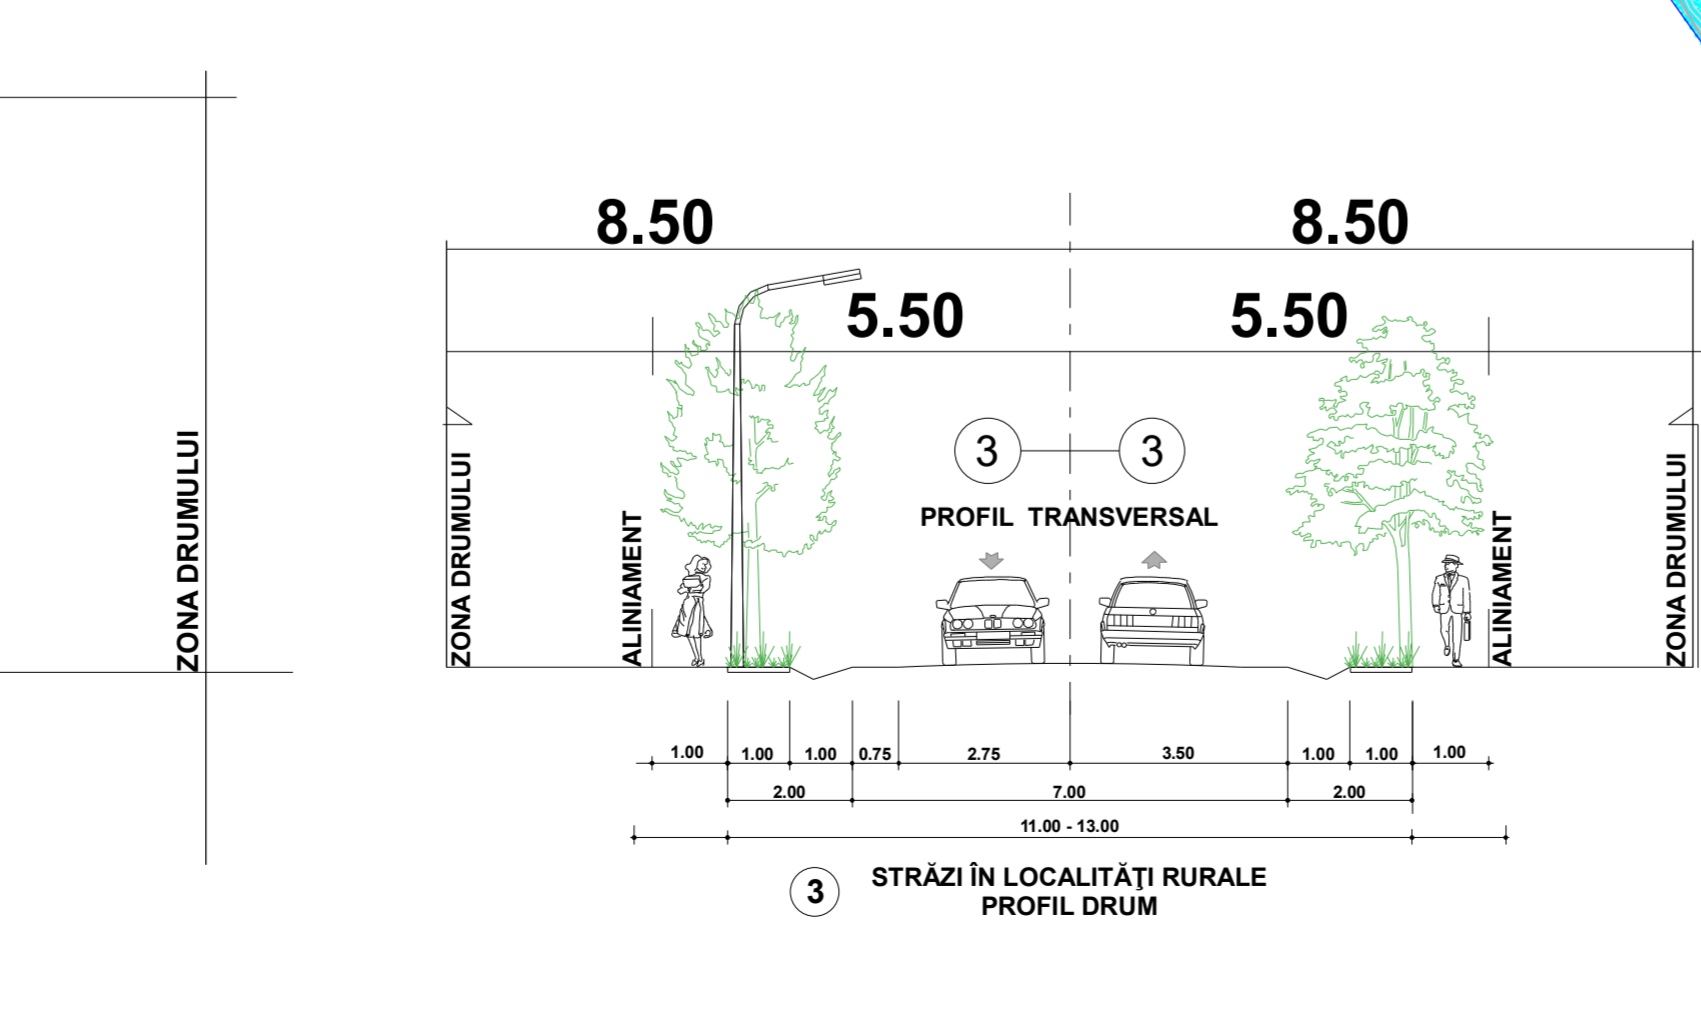 8.50 8.50
5.50 5.50
3 3
PROFIL TRANSVERSAL
ZONA DRUMULUI
ZONA DRUMULUI
ALINIAMENT
ALINIAMENT
ZONA DRUMULUI
1.00 1.00 1.00 0.75 2.75 3.50 1.00 1.00 1.00
2.00 7.00 2.00
11.00 - 13.00
3 STRĂZI ÎN LOCALITĂŢI RURALE
PROFIL DRUM